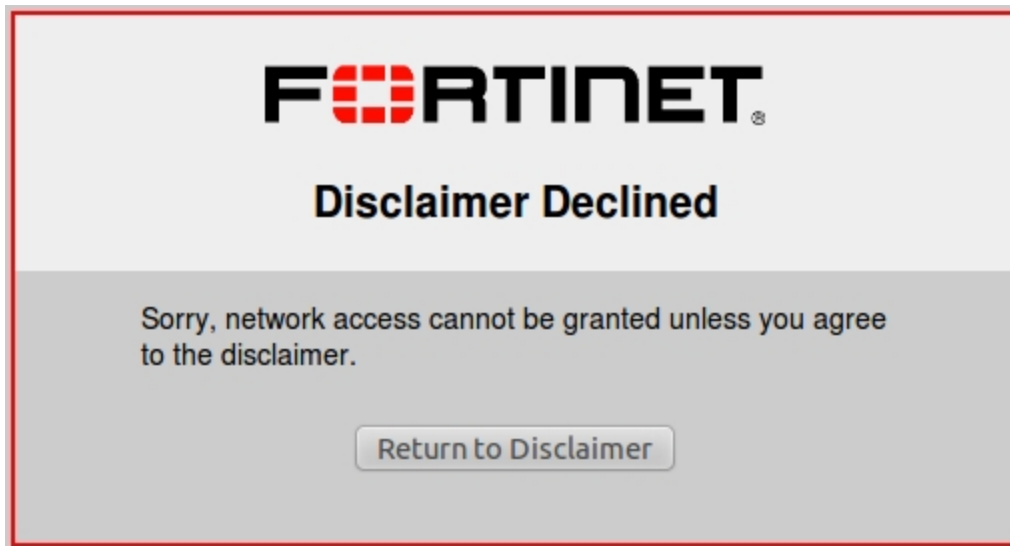 FORTINET®
Disclaimer Declined
Sorry, network access cannot be granted unless you agree
to the disclaimer.
Return to Disclaimer